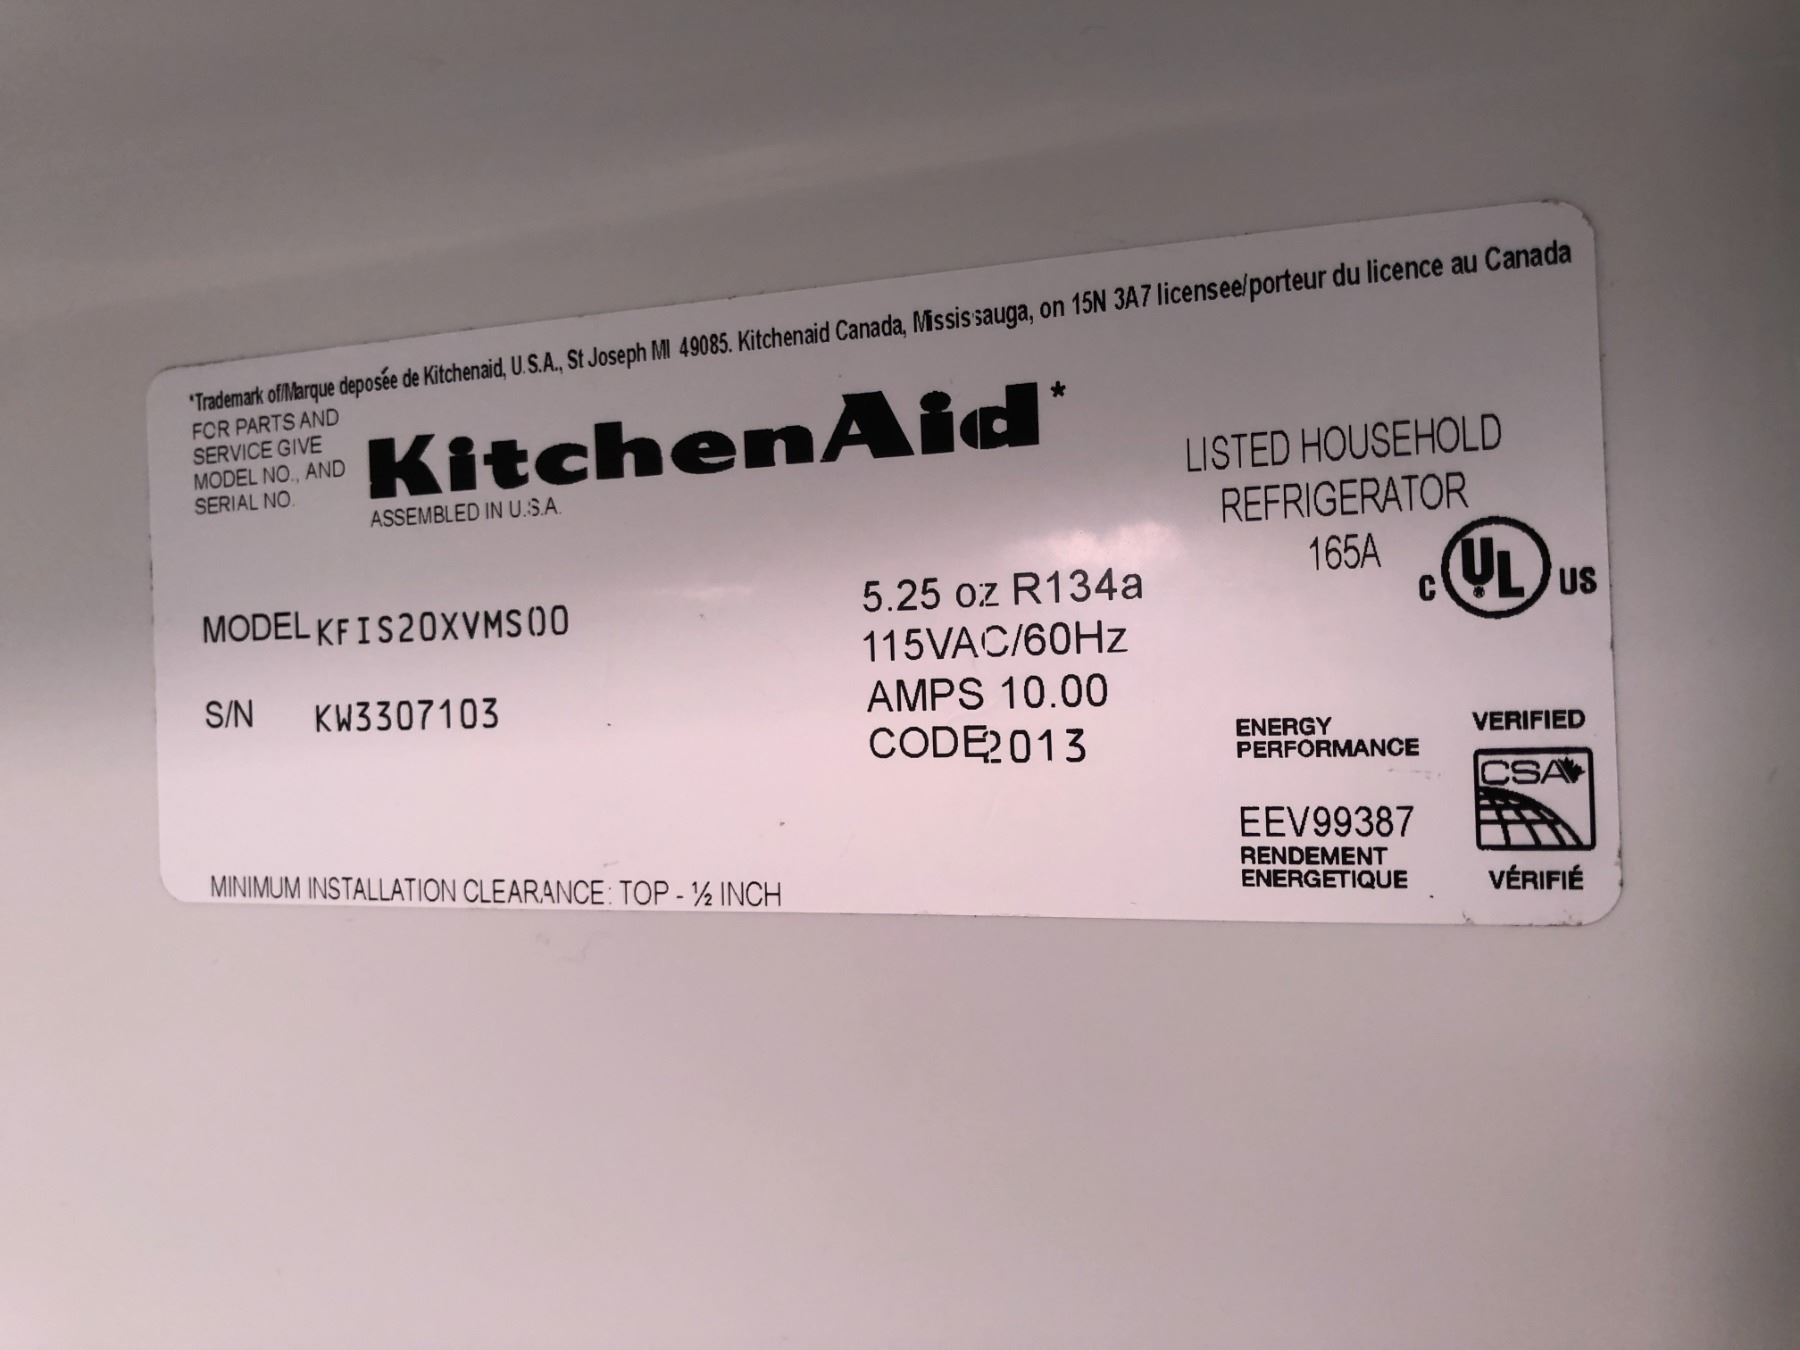 *Trademark of/Marque deposée de Kitchenaid, U.S.A., St Joseph MI 49085. Kitchenaid Canada, Mississauga, on 15N 3A7 licensee/porteur du licence au Canada
FOR PARTS AND
SERVICE GIVE
MODEL NO., AND
SERIAL NO.
KitchenAid*
ASSEMBLED IN U.S.A.
LISTED HOUSEHOLD
REFRIGERATOR
165A
C UL US
MODEL KFIS20XVMS00
S/N KW3307103
5.25 oz R134a
115VAC/60Hz
AMPS 10.00
CODE2013
ENERGY
PERFORMANCE
EEV99387
RENDEMENT
ENERGETIQUE
VERIFIED
CSA
VÉRIFIÉ
MINIMUM INSTALLATION CLEARANCE: TOP - ½ INCH